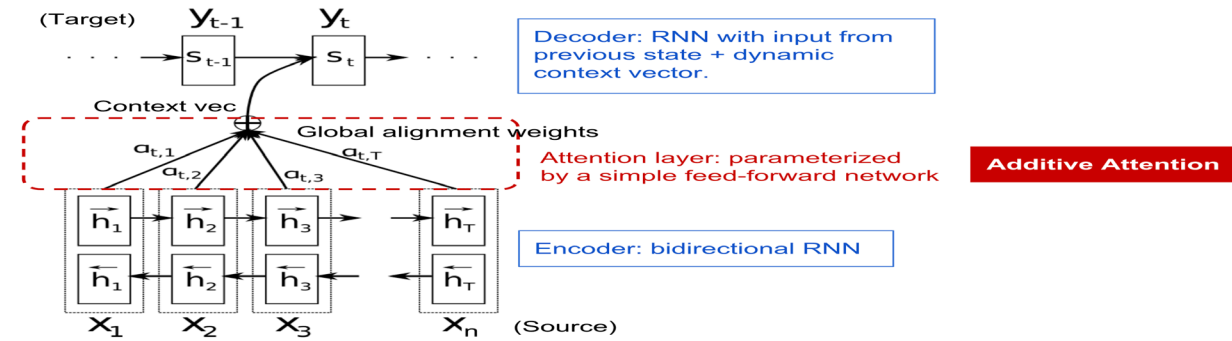 (Target) y t-1 y t
. . . s t-1 s t . . .
Decoder: RNN with input from
previous state + dynamic
context vector.
Context vec
+
Global alignment weights
α t,1 α t,2 α t,3 α t,T
Attention layer: parameterized
by a simple feed-forward network
Additive Attention
h 1 h 2 h 3 h T
Encoder: bidirectional RNN
h 1 h 2 h 3 h T
x 1 x 2 x 3 x n (Source)